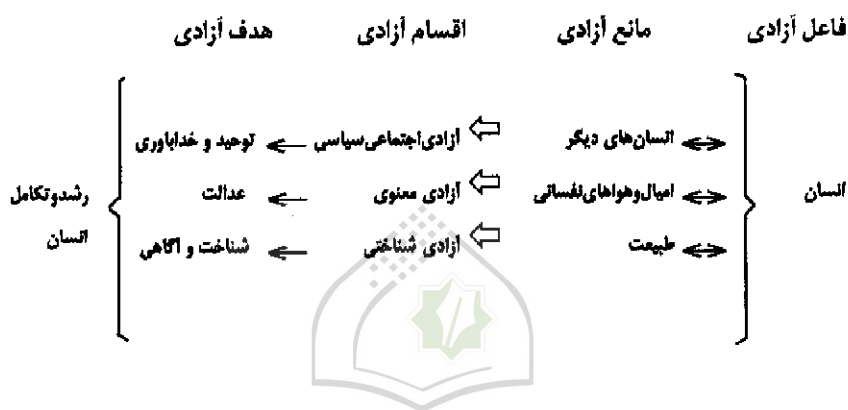 فاعل آزادی مانع آزادی اقسام آزادی هدف آزادی
انسان‌های دیگر آزادی‌اجتماعی‌سیاسی توحید و خداباوری
انسان امیال‌وهواهای‌نفسانی آزادی معنوی عدالت رشدوتکامل
طبیعت آزادی شناختی شناخت و آگاهی انسان